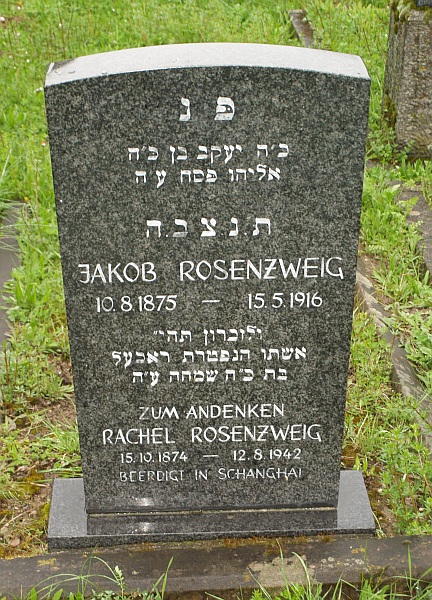 פ נ
כ״ה יעקב בן כ״ה
אליהו פסח ע״ה
ת.נ.צ.ב.ה.
JAKOB ROSENZWEIG
10.8.1875 — 15.5.1916
ולזכרון תהי״
אשתו הנפטרת ראכעל
בת כ״ה שמחה ע״ה
ZUM ANDENKEN
RACHEL ROSENZWEIG
15.10.1874 — 12.8.1942
BEERDIGT IN SCHANGHAI